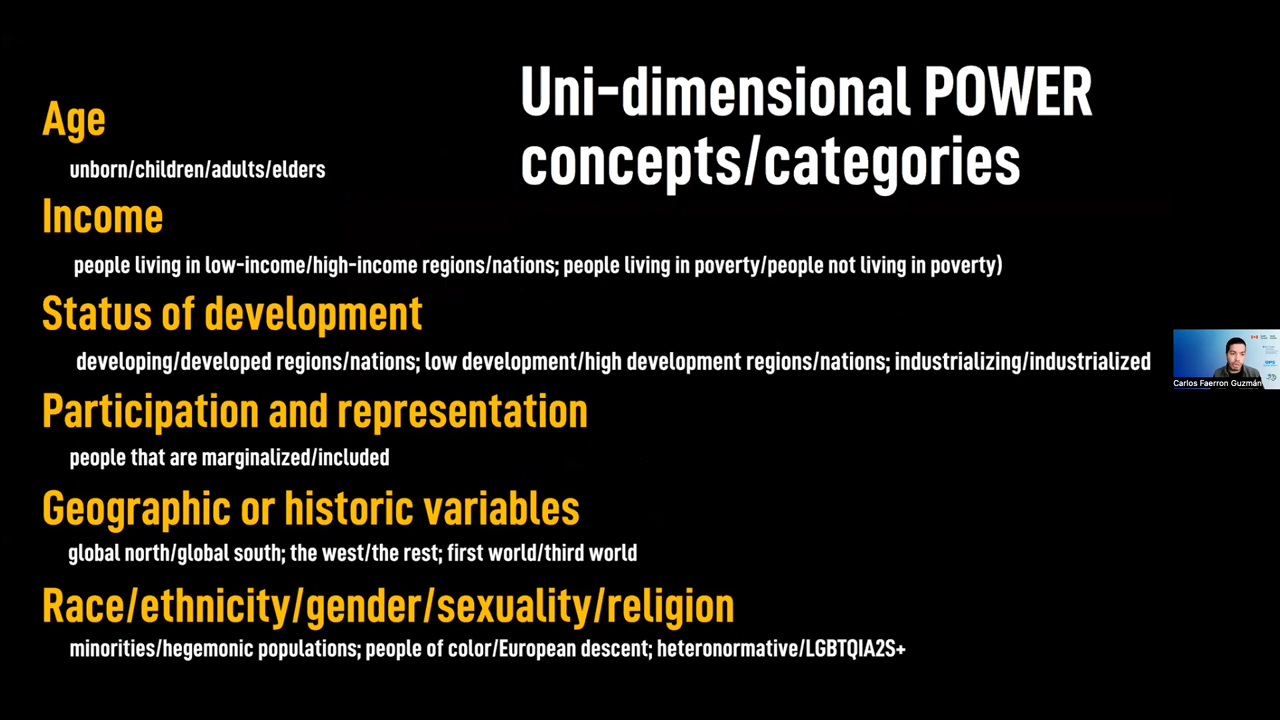 Uni-dimensional POWER
concepts/categories
Age
unborn/children/adults/elders
Income
people living in low-income/high-income regions/nations; people living in poverty/people not living in poverty)
Status of development
developing/developed regions/nations; low development/high development regions/nations; industrializing/industrialized
Participation and representation
people that are marginalized/included
Geographic or historic variables
global north/global south; the west/the rest; first world/third world
Race/ethnicity/gender/sexuality/religion
minorities/hegemonic populations; people of color/European descent; heteronormative/LGBTQIA2S+
Carlos Faerron Guzmán